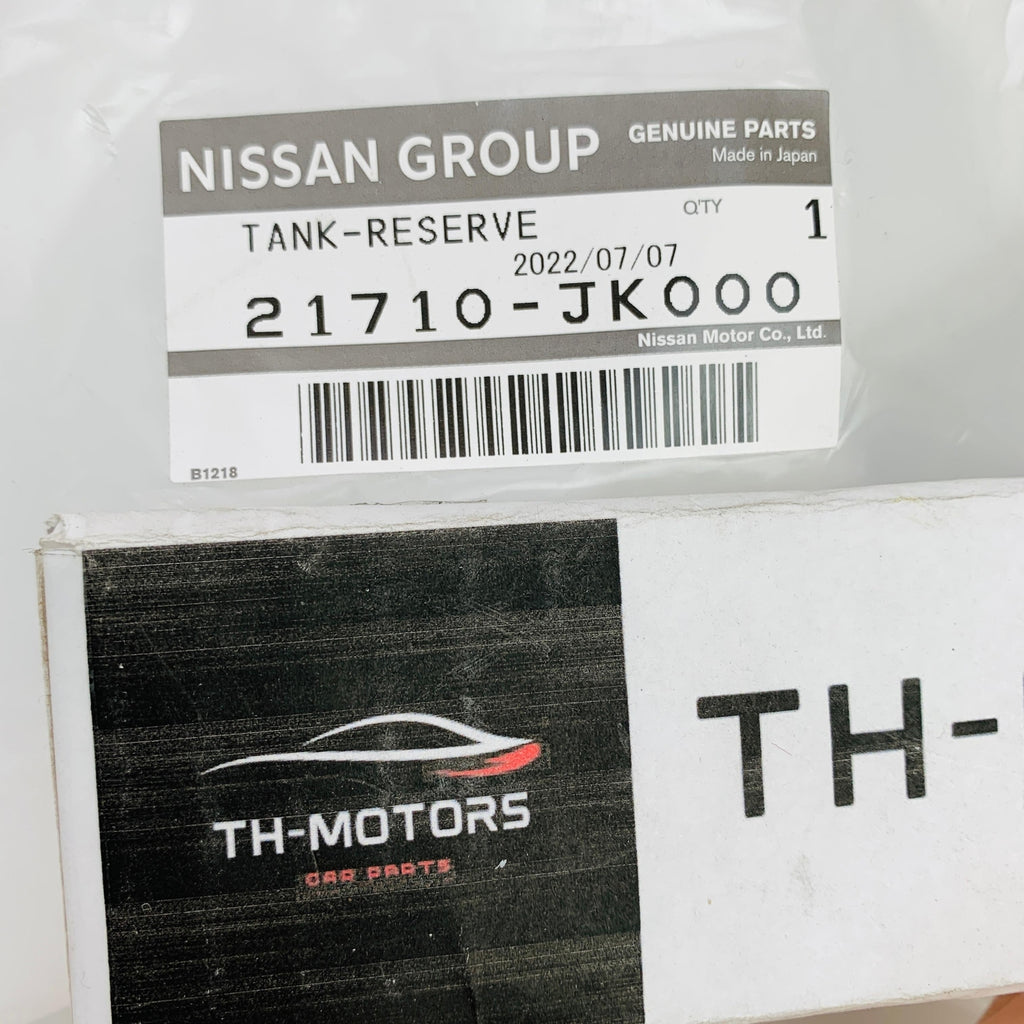 NISSAN GROUP
GENUINE PARTS
Made in Japan
TANK-RESERVE
Q'TY
1
2022/07/07
21710-JK000
Nissan Motor Co., Ltd.
B1218
TH-MOTORS
CAR PARTS
TH-